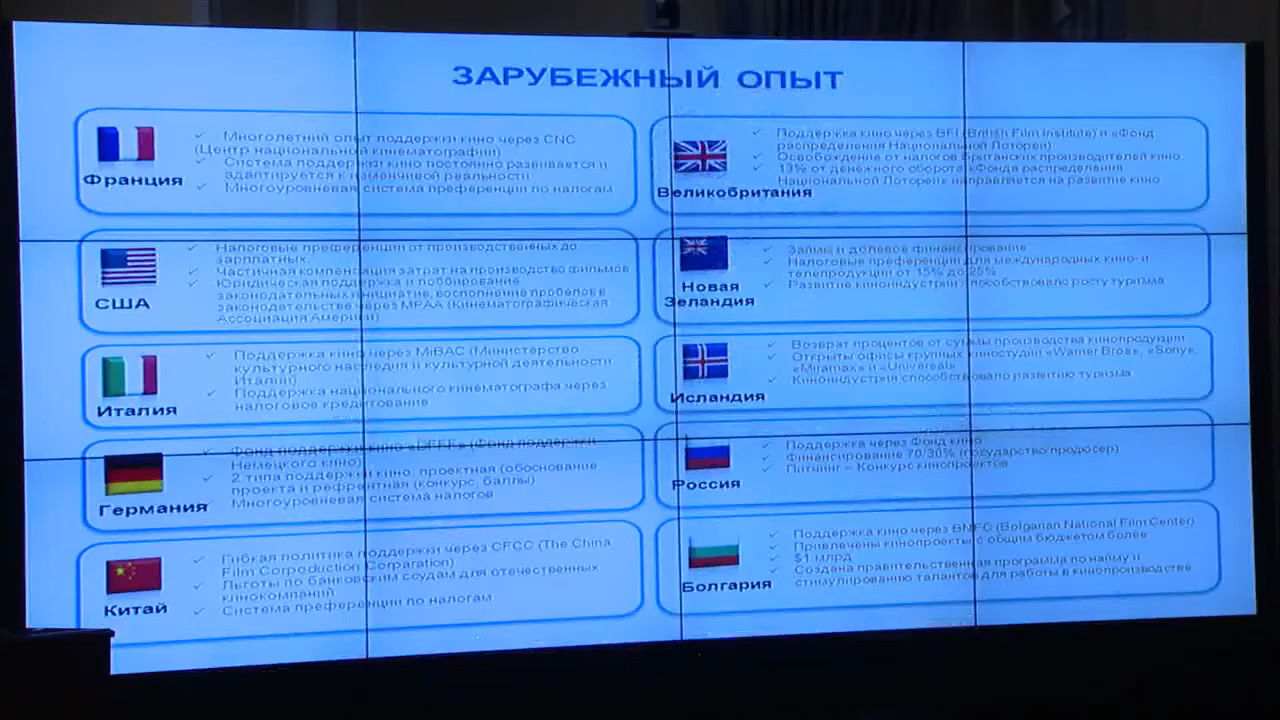 ЗАРУБЕЖНЫЙ ОПЫТ
Франция
Многолетний опыт поддержки кино через CNC
(Центр национальной кинематографии)
Система поддержки кино постоянно развивается и
адаптируется к изменчивой реальности
Многоуровневая система преференции по налогам
Великобритания
Поддержка кино через BFI (British Film Institute) и «Фонд
распределения Национальной Лотореи)
Освобождение от налогов британских производителей кино
13% от денежного оборота «Фонда распределения
Национальной Лотореи» направляется на развитие кино
США
Налоговые преференции от производственных до
зарплатных.
Частичная компенсация затрат на производство фильмов
Юридическая поддержка и лоббирование
законодательных инициатив, восполнение пробелов в
законодательстве через MPAA (Кинематографическая
Ассоциация Америки)
Новая
Зеландия
Займы и долевое финансирование
Налоговые преференции для международных кино- и
телепродукции от 15% до 25%
Развитие киноиндустрии способствовало росту туризма
Италия
Поддержка кино через MiBAC (Министерство
культурного наследия и культурной деятельности
Италии)
Поддержка национального кинематографа через
налоговое кредитование
Исландия
Возврат процентов от суммы производства кинопродукции
Открыты офисы крупных киностудии «Warner Bros», «Sony»,
«Miramax» и «Universal»
Киноиндустрия способствовало развитию туризма
Германия
Фонд поддержки кино «DFFF» (Фонд поддержки
Немецкого кино)
2 типа поддержки кино: проектная (обоснование
проекта и рефрентная (конкурс, баллы)
Многоуровневая система налогов
Россия
Поддержка через Фонд кино
Финансирование 70/30% (государство/продюсер)
Питчинг – Конкурс кинопроектов
Китай
Гибкая политика поддержки через CFCC (The China
Film Corpoduction Corparation)
Льготы по банковским ссудам для отечественных
кинокомпаний
Система преференции по налогам
Болгария
Поддержка кино через BNFC (Bolgarian National Film Center)
Привлечены кинопроекты с общим бюджетом более
$1 млрд
Создана правительственная программа по найму и
стимулированию талантов для работы в кинопроизводстве